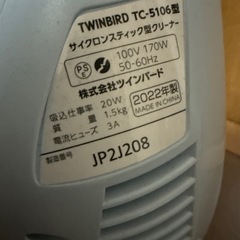 TWINBIRD TC-5106型
サイクロンスティック型クリーナー
PS
E
100V 170W
50-60Hz
株式会社ツインバード
吸込仕事率 20W
質量 1.5kg
電流ヒューズ 3A
2022年製
MADE IN CHINA
製造番号 JP2J208